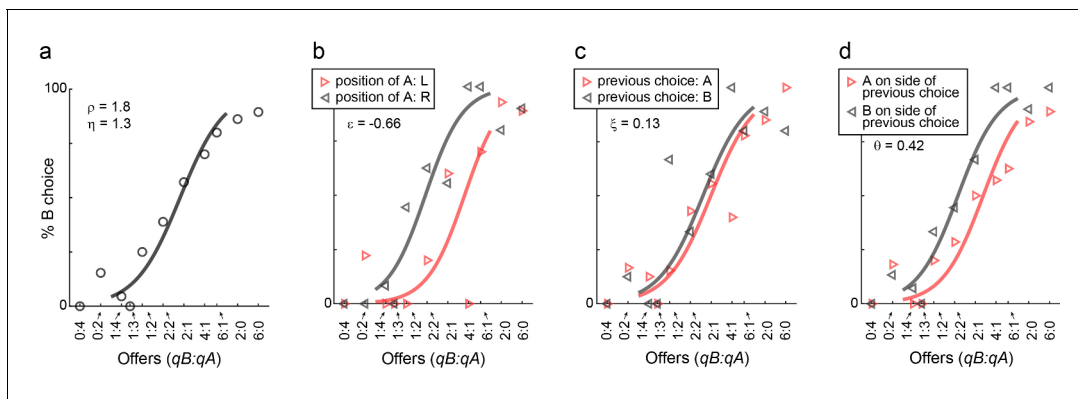 a
b
c
d
100
% B choice
0
ρ = 1.8
η = 1.3
0:4
0:2
1:4
1:3
1:2
2:2
2:1
4:1
6:1
2:0
6:0
Offers (qB:qA)
position of A: L
position of A: R
ε = -0.66
0:4
0:2
1:4
1:3
1:2
2:2
2:1
4:1
6:1
2:0
6:0
Offers (qB:qA)
previous choice: A
previous choice: B
ξ = 0.13
0:4
0:2
1:4
1:3
1:2
2:2
2:1
4:1
6:1
2:0
6:0
Offers (qB:qA)
A on side of
previous choice
B on side of
previous choice
θ = 0.42
0:4
0:2
1:4
1:3
1:2
2:2
2:1
4:1
6:1
2:0
6:0
Offers (qB:qA)